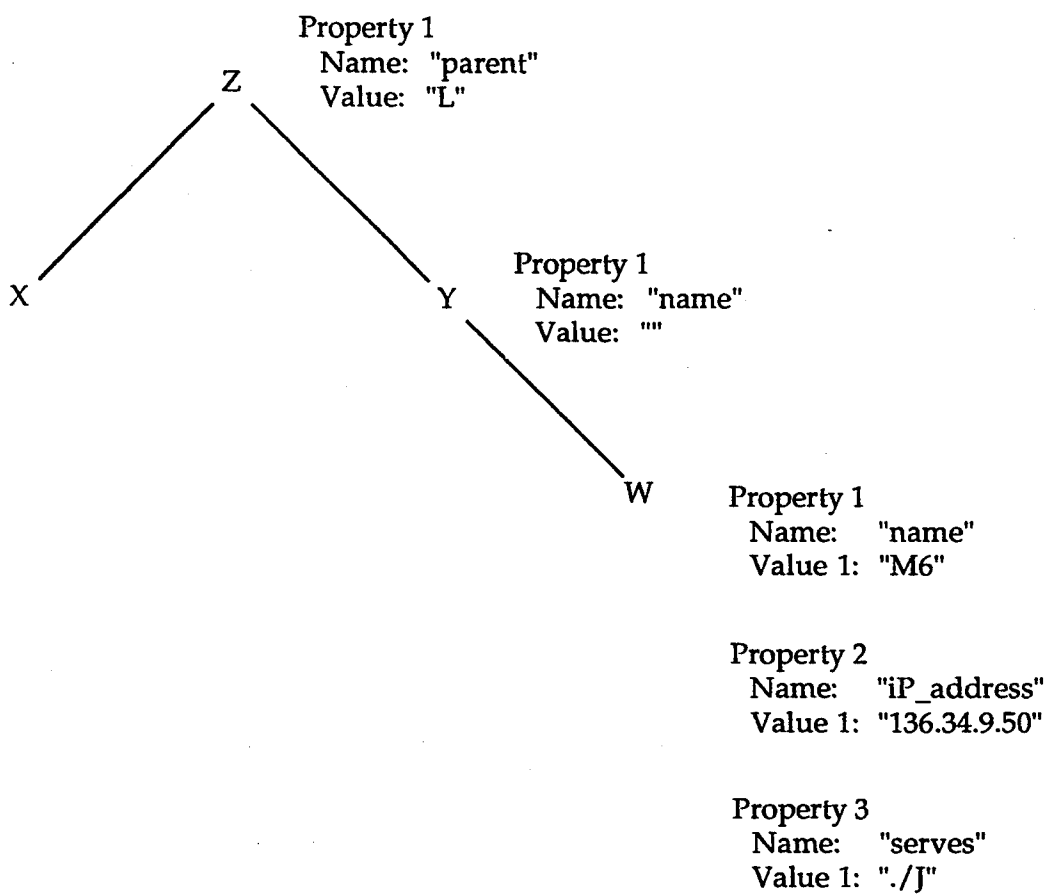 Property 1
Name: "parent"
Z
Value: "L"
Property 1
X
Y
Name: "name"
Value: ""
W
Property 1
Name: "name"
Value 1: "M6"
Property 2
Name: "iP_address"
Value 1: "136.34.9.50"
Property 3
Name: "serves"
Value 1: "./J"